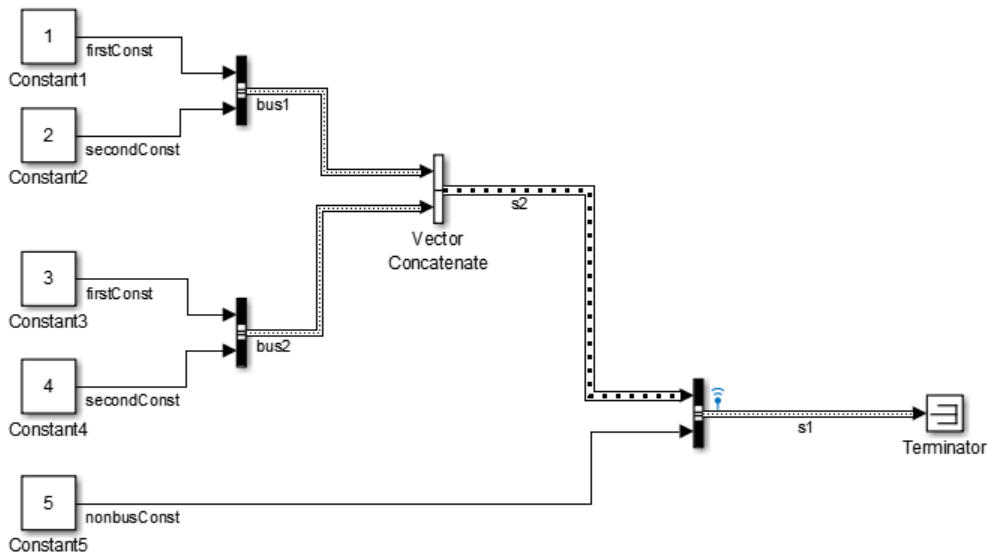 1
firstConst
Constant1
bus1
2
secondConst
Constant2
s2
Vector
Concatenate
3
firstConst
Constant3
bus2
4
secondConst
Constant4
s1
Terminator
5
nonbusConst
Constant5